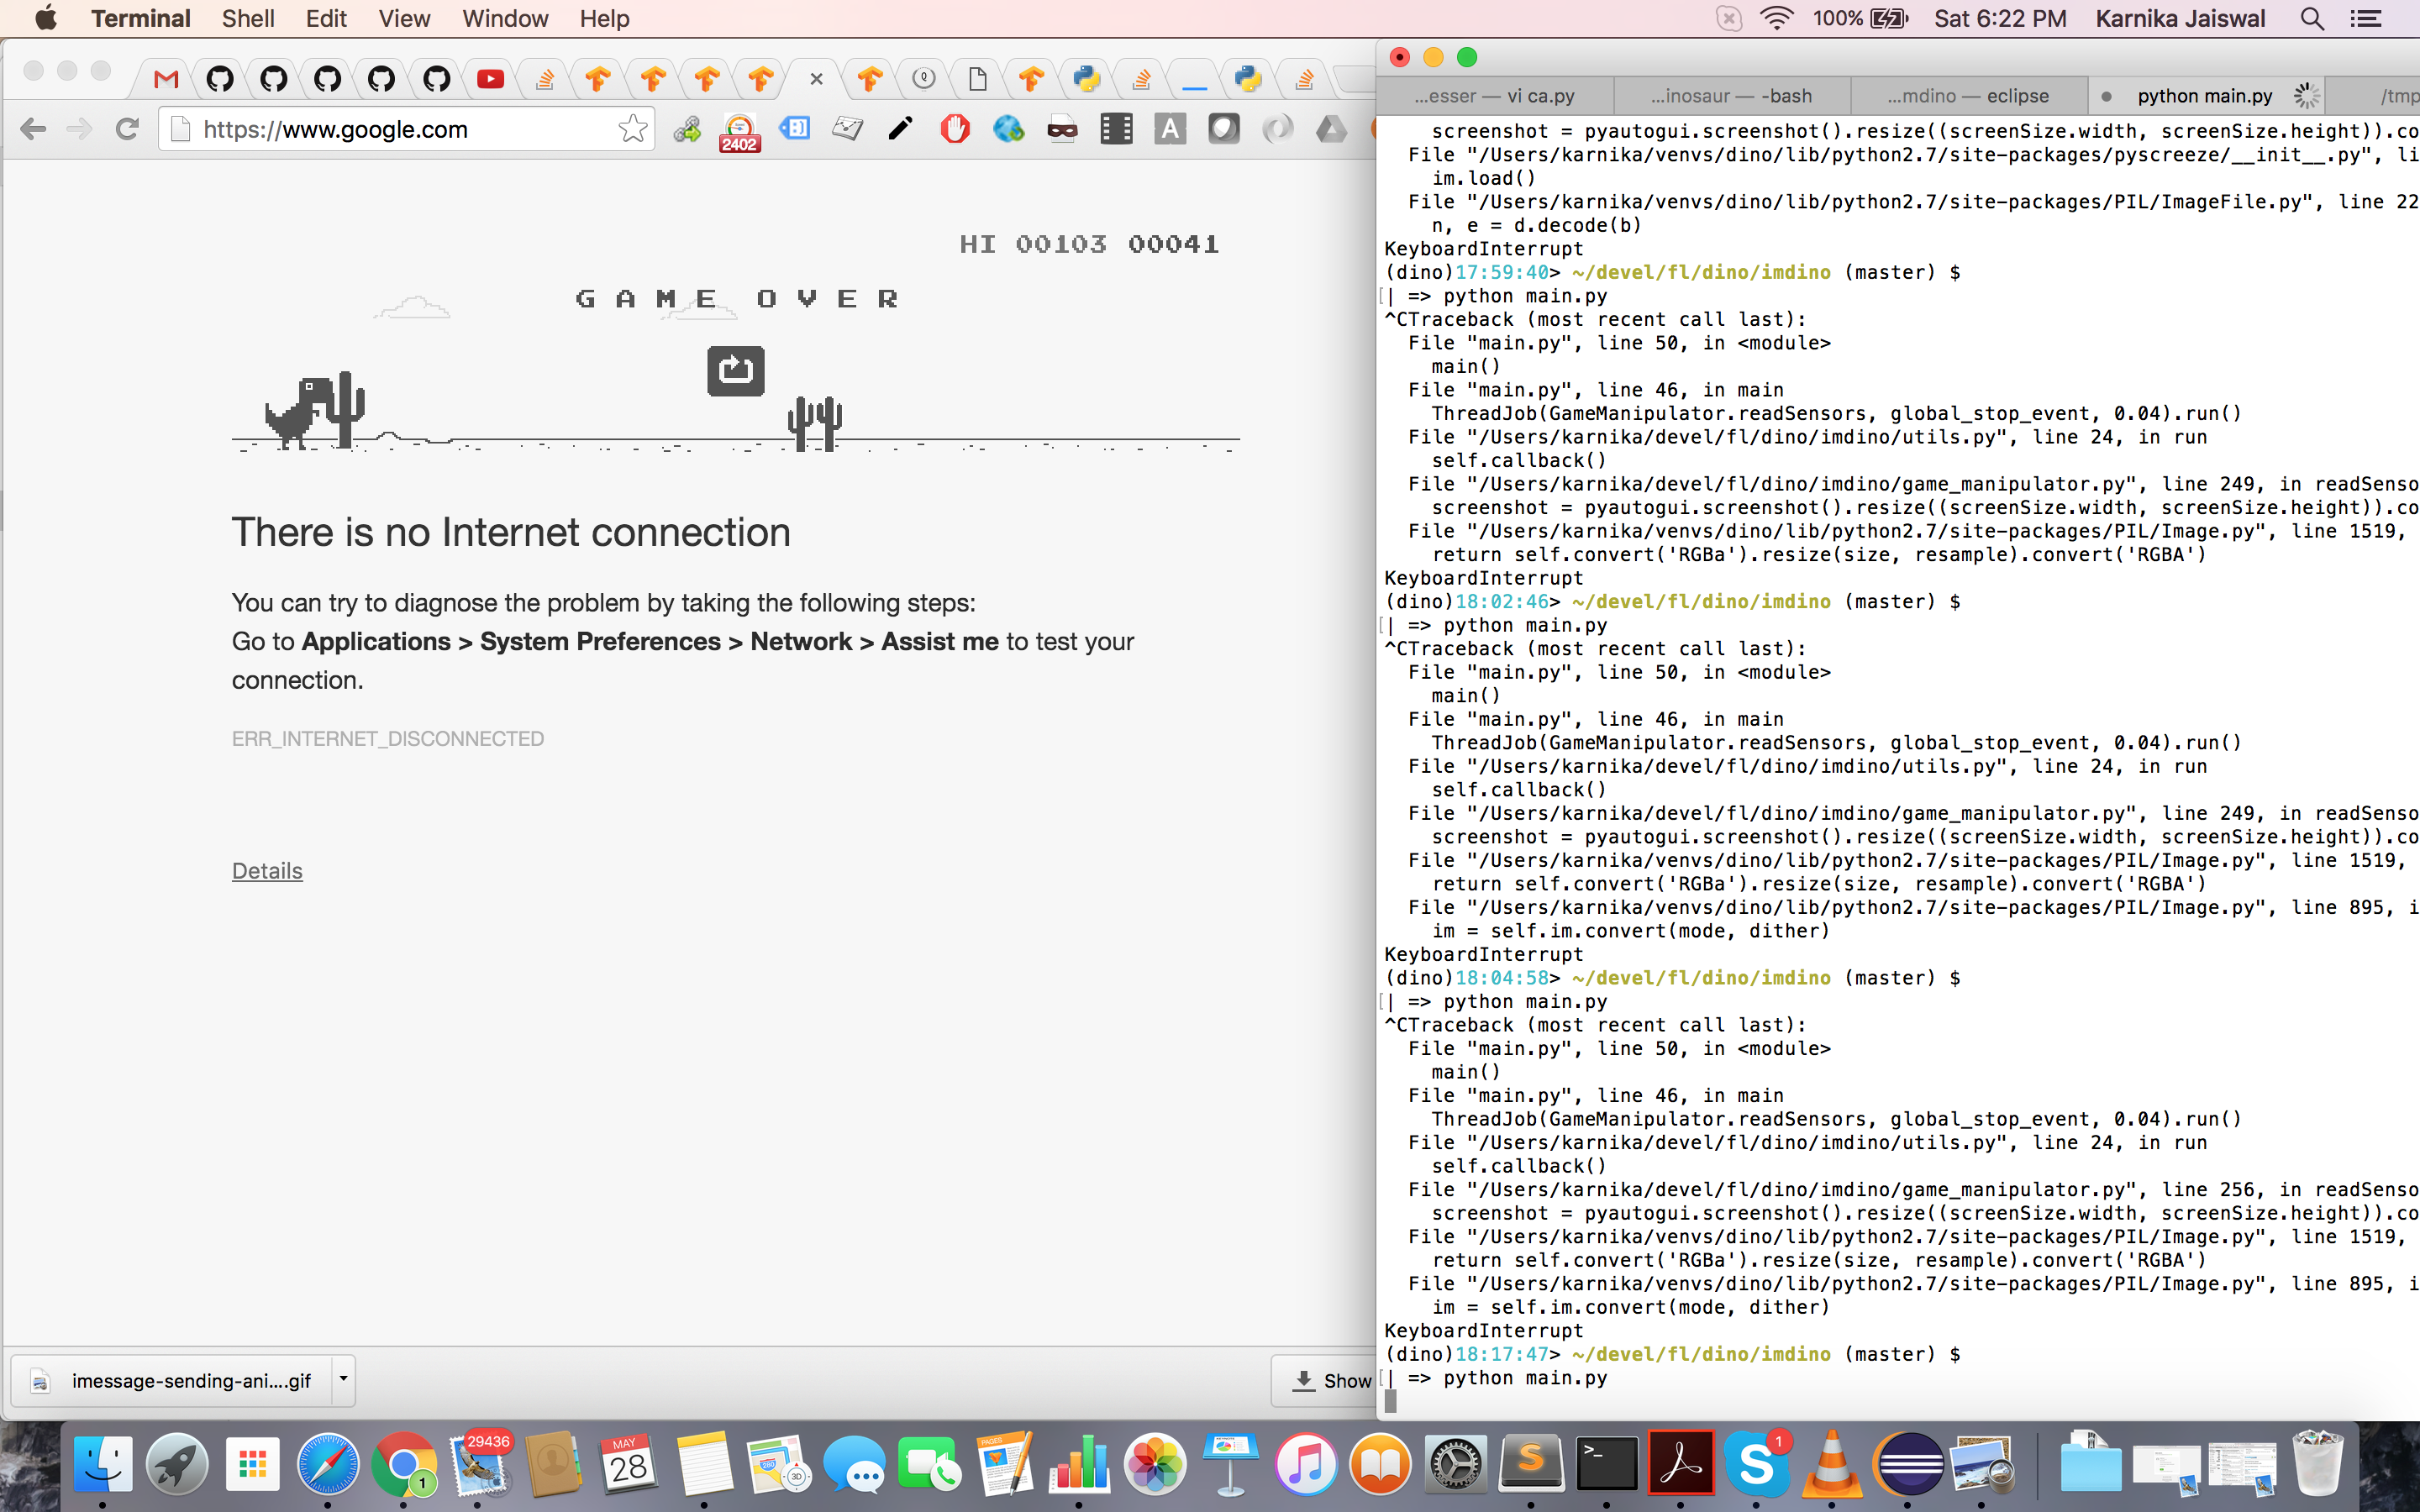 Terminal Shell Edit View Window Help
100% Sat 6:22 PM Karnika Jaiswal
https://www.google.com
2402
HI 00103 00041
GAME OVER
There is no Internet connection
You can try to diagnose the problem by taking the following steps:
Go to Applications > System Preferences > Network > Assist me to test your
connection.
ERR_INTERNET_DISCONNECTED
Details
imessage-sending-ani....gif
Show
...esser — vi ca.py ...inosaur — -bash ...mdino — eclipse python main.py /tmp
screenshot = pyautogui.screenshot().resize((screenSize.width, screenSize.height)).co
File "/Users/karnika/venvs/dino/lib/python2.7/site-packages/pyscreeze/__init__.py", li
im.load()
File "/Users/karnika/venvs/dino/lib/python2.7/site-packages/PIL/ImageFile.py", line 22
n, e = d.decode(b)
KeyboardInterrupt
(dino)17:59:40> ~/devel/fl/dino/imdino (master) $
[| => python main.py
^CTraceback (most recent call last):
File "main.py", line 50, in <module>
main()
File "main.py", line 46, in main
ThreadJob(GameManipulator.readSensors, global_stop_event, 0.04).run()
File "/Users/karnika/devel/fl/dino/imdino/utils.py", line 24, in run
self.callback()
File "/Users/karnika/devel/fl/dino/imdino/game_manipulator.py", line 249, in readSenso
screenshot = pyautogui.screenshot().resize((screenSize.width, screenSize.height)).co
File "/Users/karnika/venvs/dino/lib/python2.7/site-packages/PIL/Image.py", line 1519,
return self.convert('RGBa').resize(size, resample).convert('RGBA')
KeyboardInterrupt
(dino)18:02:46> ~/devel/fl/dino/imdino (master) $
[| => python main.py
^CTraceback (most recent call last):
File "main.py", line 50, in <module>
main()
File "main.py", line 46, in main
ThreadJob(GameManipulator.readSensors, global_stop_event, 0.04).run()
File "/Users/karnika/devel/fl/dino/imdino/utils.py", line 24, in run
self.callback()
File "/Users/karnika/devel/fl/dino/imdino/game_manipulator.py", line 249, in readSenso
screenshot = pyautogui.screenshot().resize((screenSize.width, screenSize.height)).co
File "/Users/karnika/venvs/dino/lib/python2.7/site-packages/PIL/Image.py", line 1519,
return self.convert('RGBa').resize(size, resample).convert('RGBA')
File "/Users/karnika/venvs/dino/lib/python2.7/site-packages/PIL/Image.py", line 895, i
im = self.im.convert(mode, dither)
KeyboardInterrupt
(dino)18:04:58> ~/devel/fl/dino/imdino (master) $
[| => python main.py
^CTraceback (most recent call last):
File "main.py", line 50, in <module>
main()
File "main.py", line 46, in main
ThreadJob(GameManipulator.readSensors, global_stop_event, 0.04).run()
File "/Users/karnika/devel/fl/dino/imdino/utils.py", line 24, in run
self.callback()
File "/Users/karnika/devel/fl/dino/imdino/game_manipulator.py", line 256, in readSenso
screenshot = pyautogui.screenshot().resize((screenSize.width, screenSize.height)).co
File "/Users/karnika/venvs/dino/lib/python2.7/site-packages/PIL/Image.py", line 1519,
return self.convert('RGBa').resize(size, resample).convert('RGBA')
File "/Users/karnika/venvs/dino/lib/python2.7/site-packages/PIL/Image.py", line 895, i
im = self.im.convert(mode, dither)
KeyboardInterrupt
(dino)18:17:47> ~/devel/fl/dino/imdino (master) $
[| => python main.py
1
29436
MAY
28
PAGES
280
3D
1